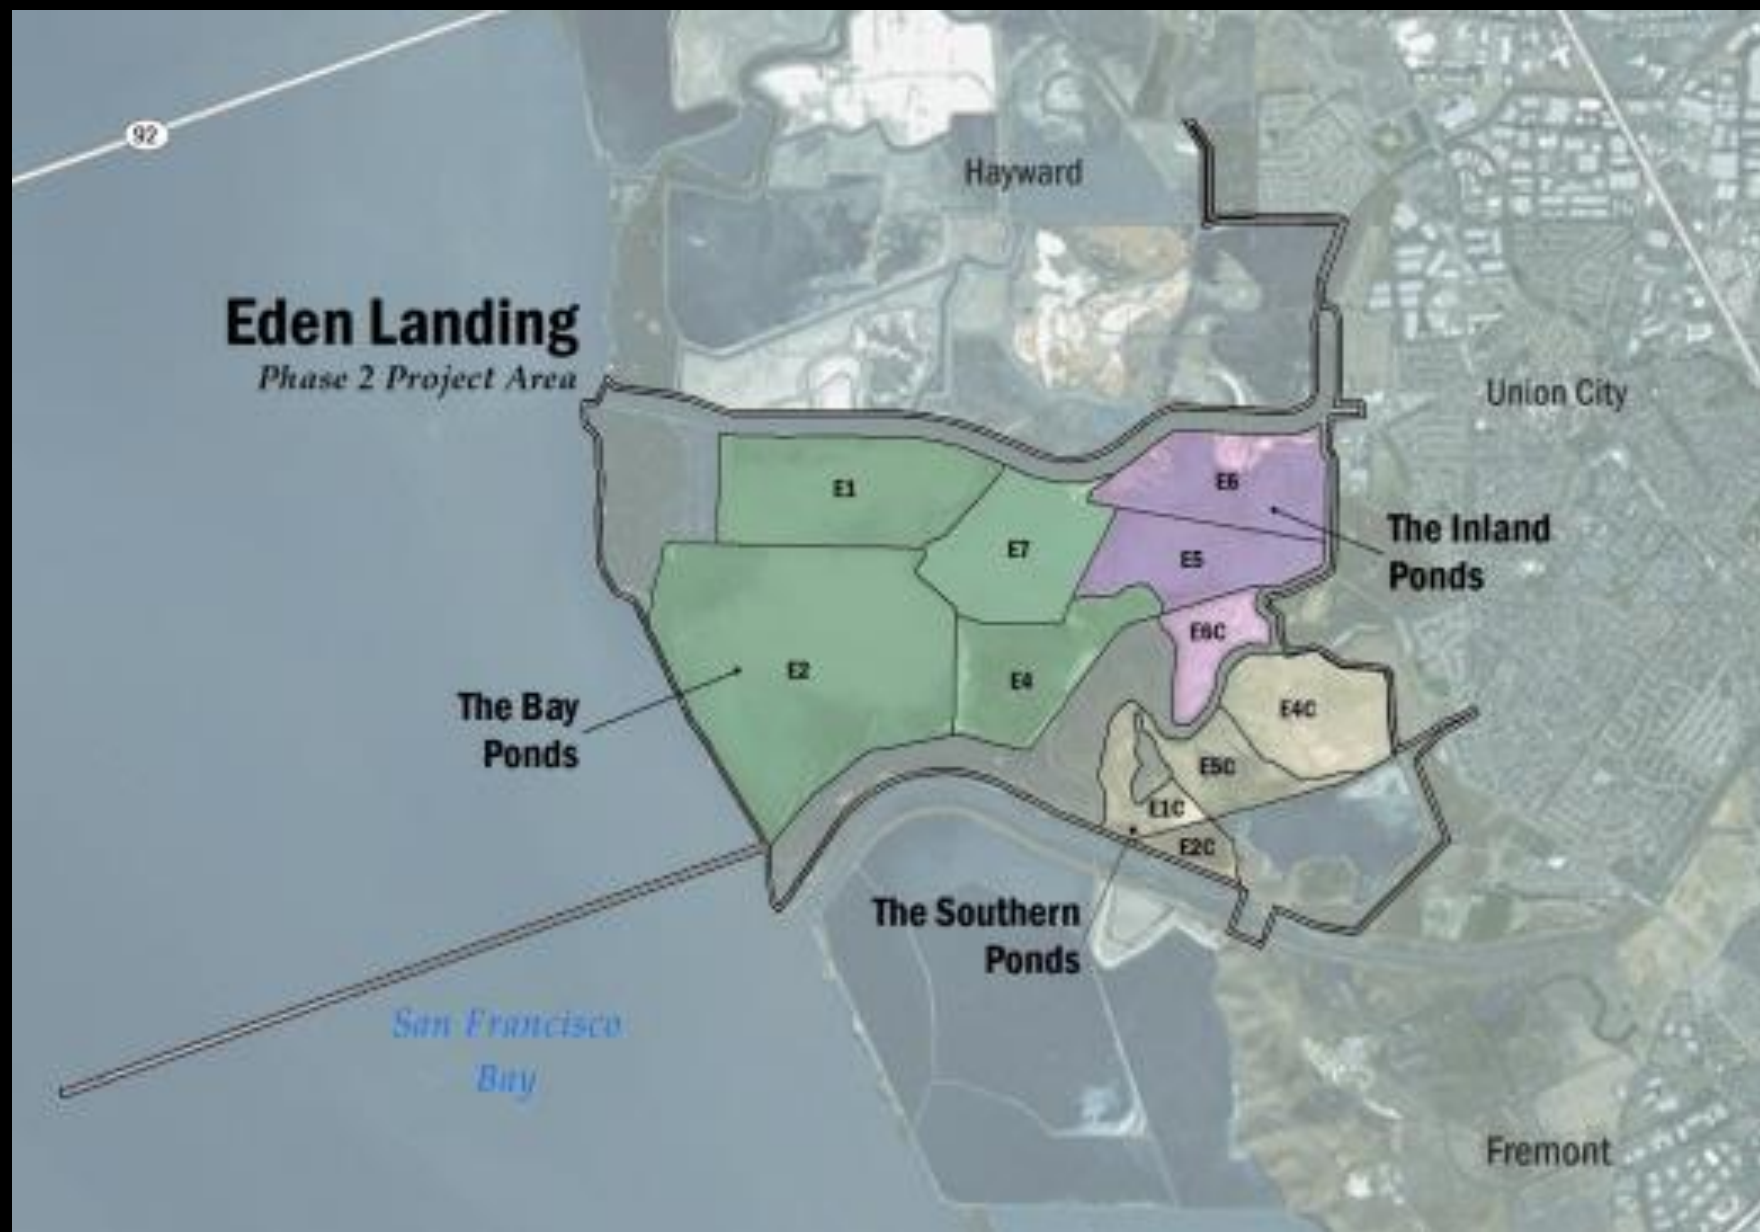 92
Hayward
Eden Landing
Phase 2 Project Area
Union City
E1
E6
E7
E5
The Inland
Ponds
E6C
E2
E4
The Bay
Ponds
E4C
E5C
E1C
E2C
The Southern
Ponds
San Francisco
Bay
Fremont